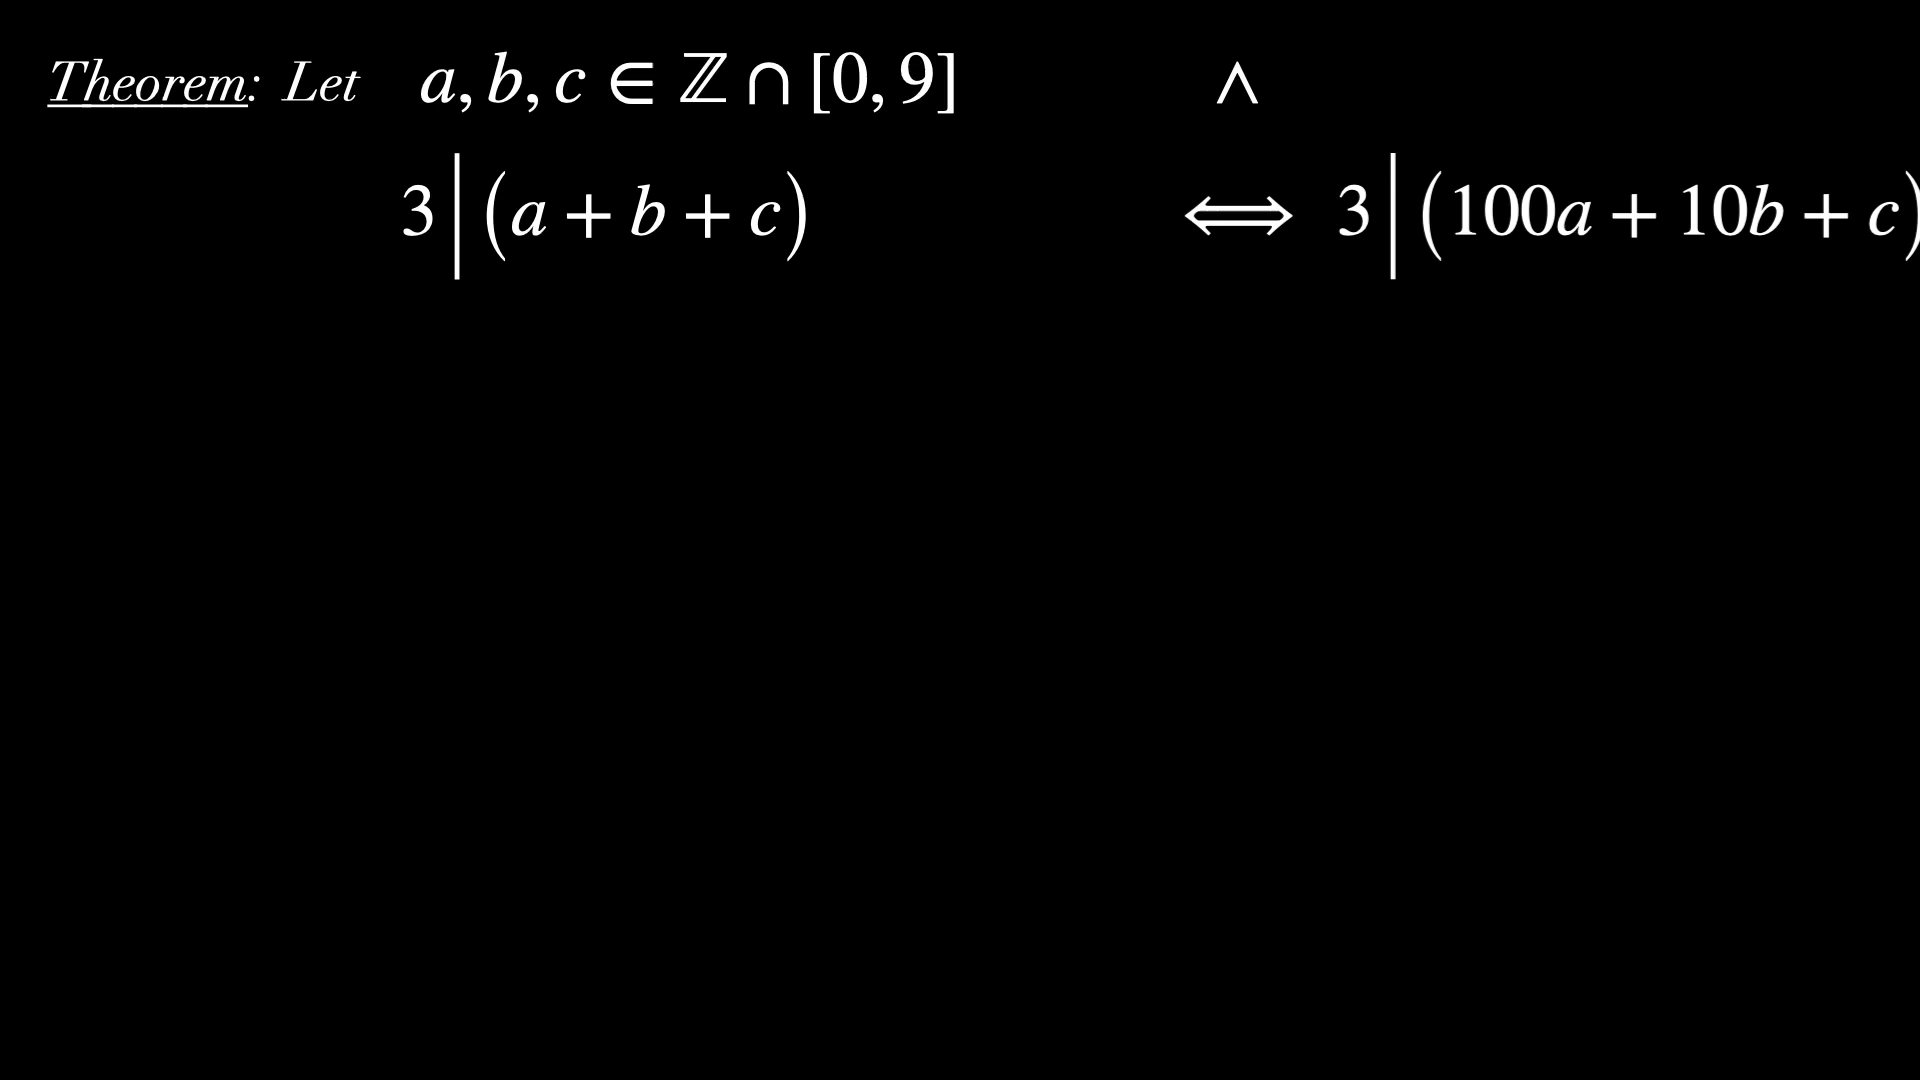 Theorem: Let a, b, c ∈ ℤ ∩ [0, 9] ∧
3 | (a + b + c) ⟺ 3 | (100a + 10b + c)